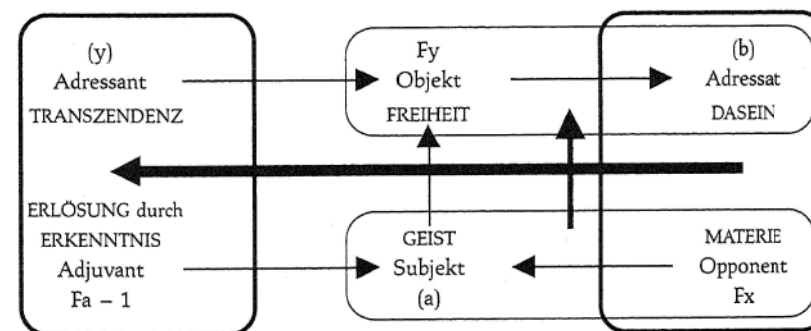 (y)
Adressant
TRANSZENDENZ
Fy
Objekt
FREIHEIT
(b)
Adressat
DASEIN
ERLÖSUNG durch
ERKENNTNIS
Adjuvant
Fa – 1
GEIST
Subjekt
(a)
MATERIE
Opponent
Fx